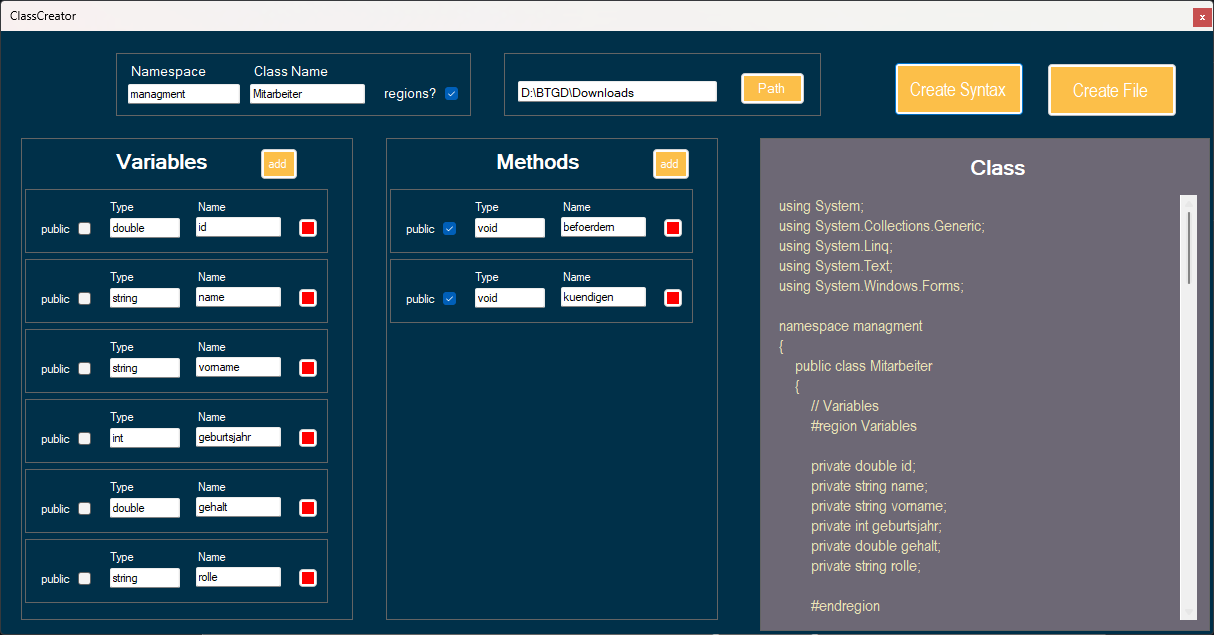 ClassCreator
x
Namespace Class Name
managment Mitarbeiter regions?
D:\BTGD\Downloads Path
Create Syntax
Create File
Variables add
Type Name
public double id
Type Name
public string name
Type Name
public string vorname
Type Name
public int geburtsjahr
Type Name
public double gehalt
Type Name
public string rolle
Methods add
Type Name
public void befoerdern
Type Name
public void kuendigen
Class
using System;
using System.Collections.Generic;
using System.Linq;
using System.Text;
using System.Windows.Forms;
namespace managment
{
public class Mitarbeiter
{
// Variables
#region Variables
private double id;
private string name;
private string vorname;
private int geburtsjahr;
private double gehalt;
private string rolle;
#endregion